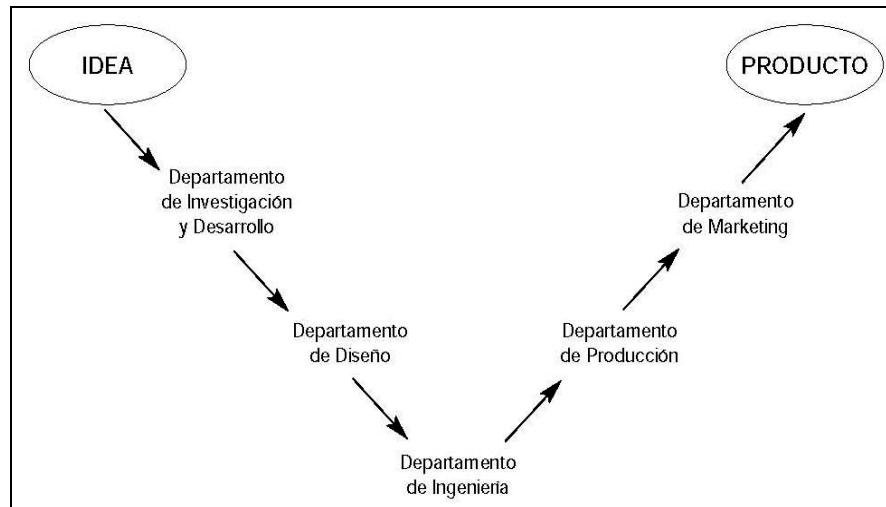 IDEA
PRODUCTO
Departamento
de Investigación
y Desarrollo
Departamento
de Marketing
Departamento
de Diseño
Departamento
de Producción
Departamento
de Ingeniería